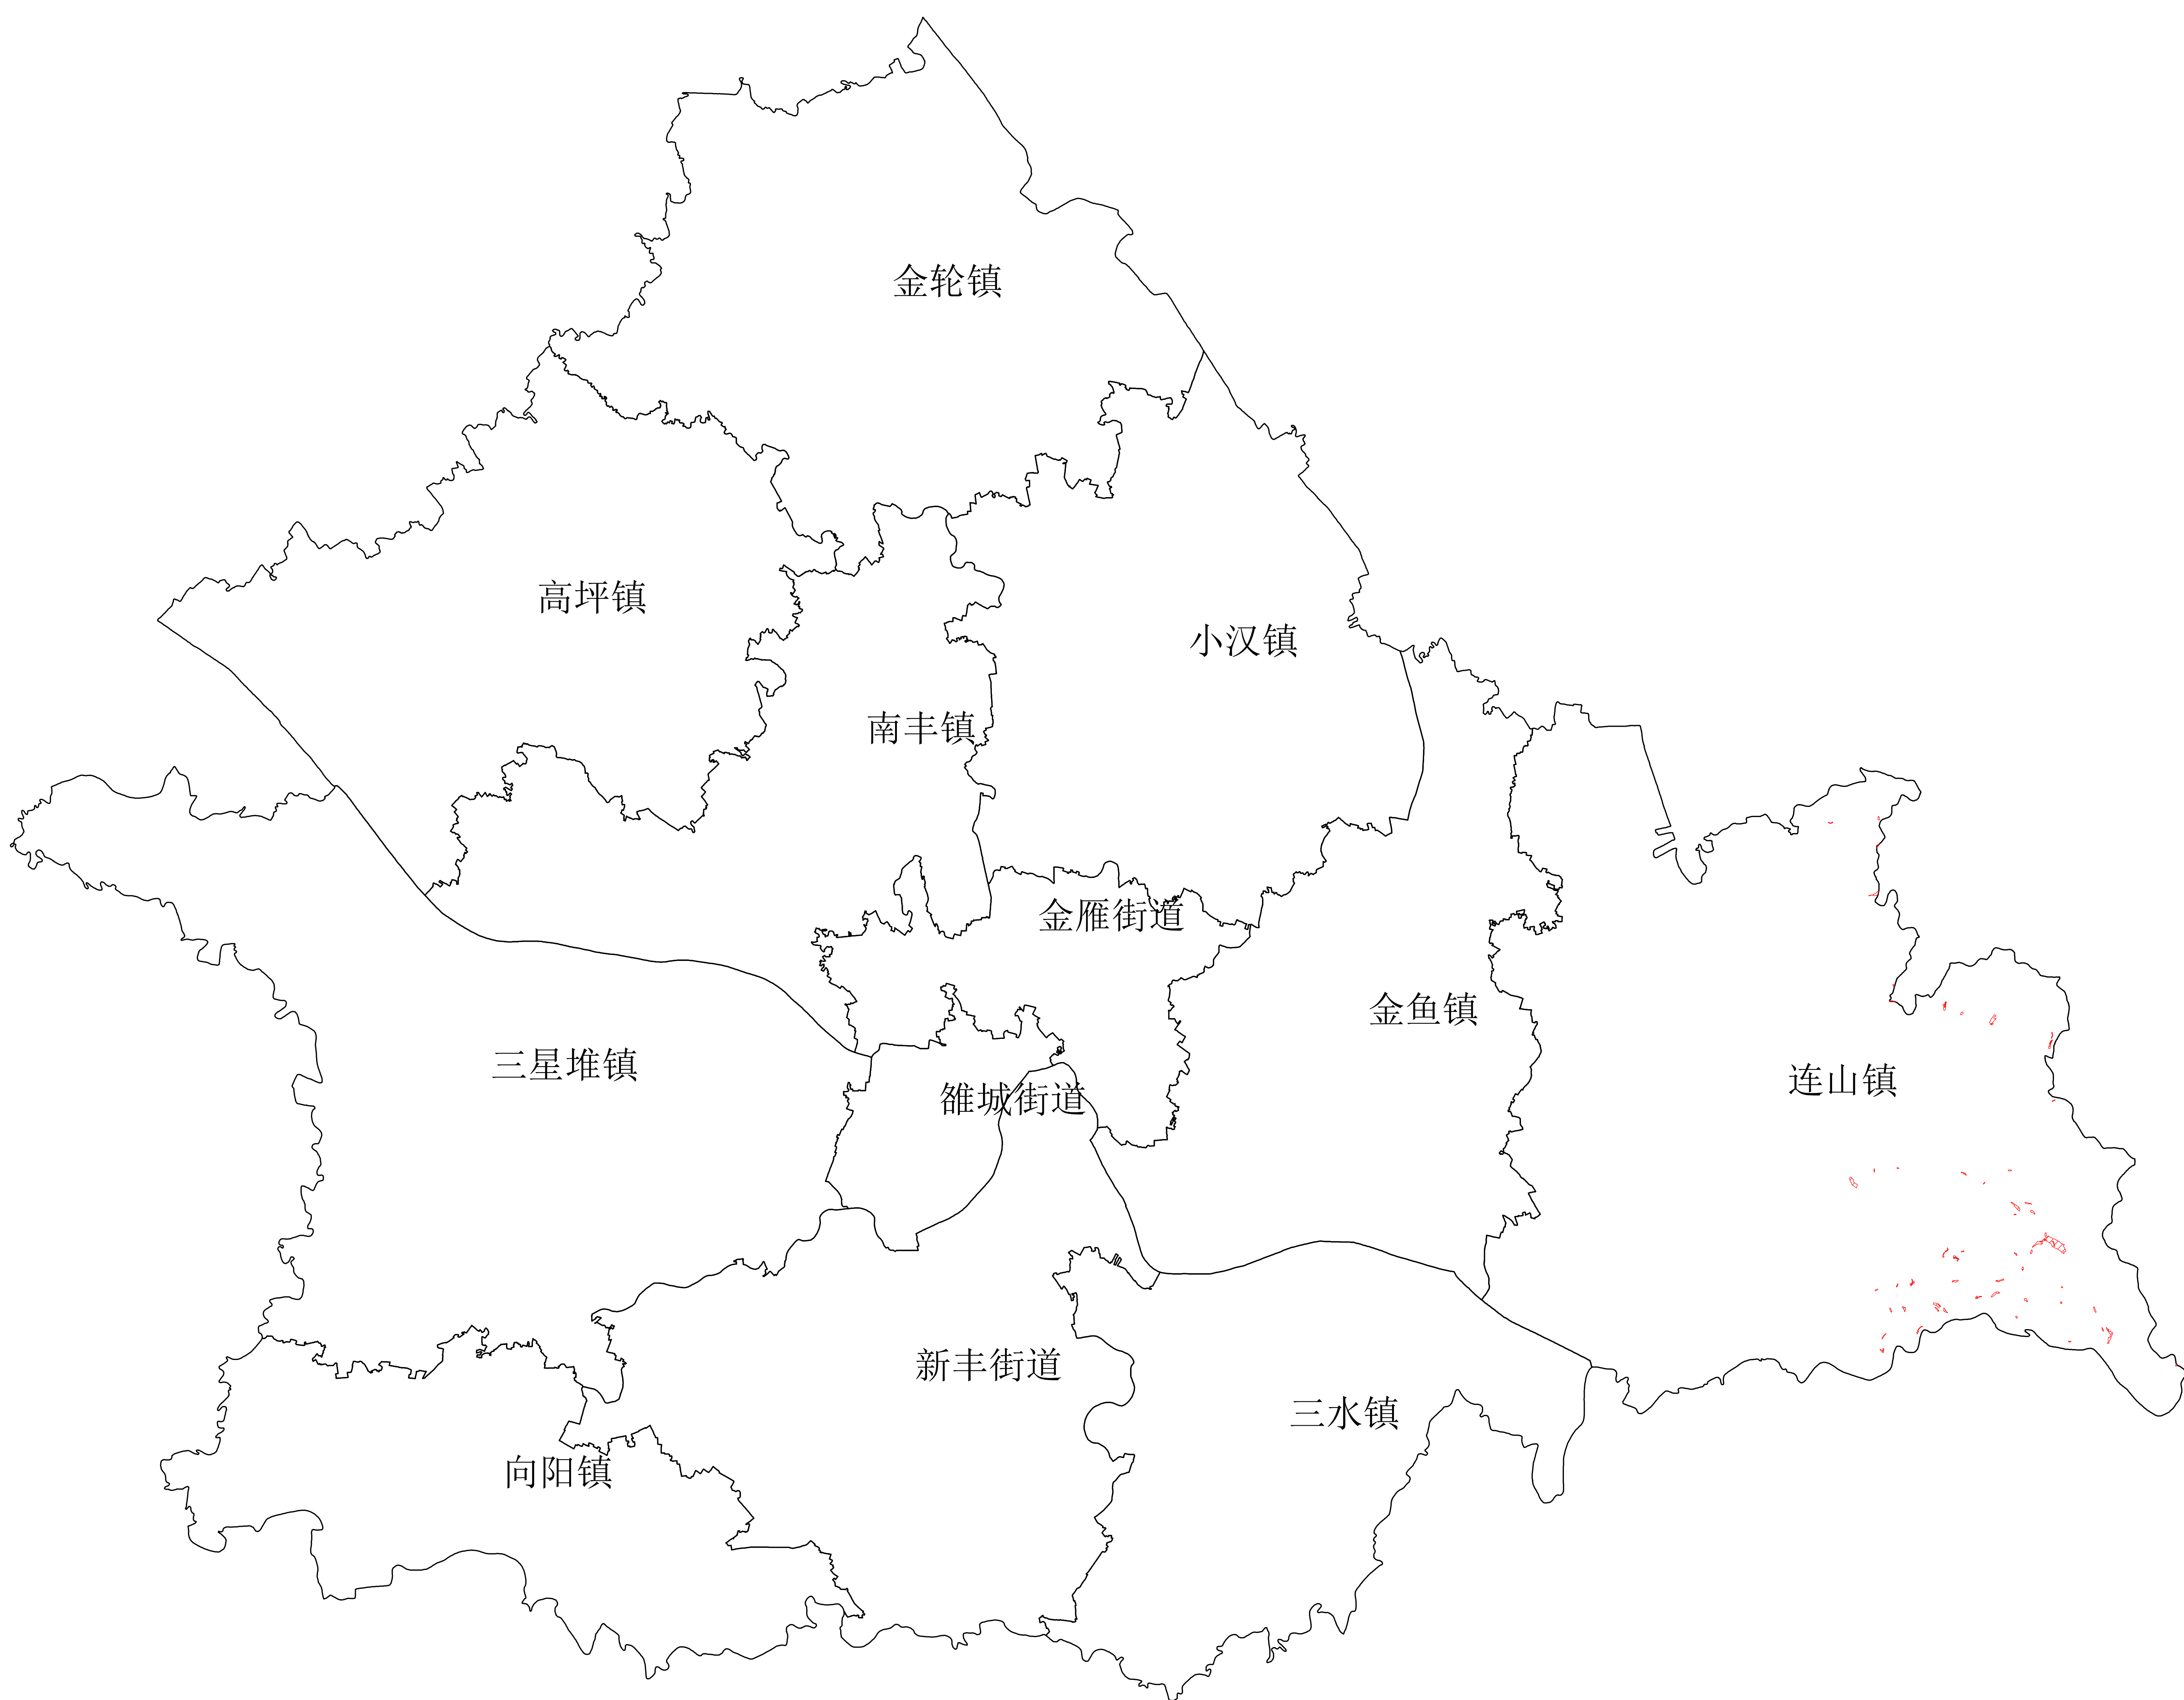 金轮镇
高坪镇
小汉镇
南丰镇
金雁街道
金鱼镇
三星堆镇
连山镇
雒城街道
新丰街道
三水镇
向阳镇